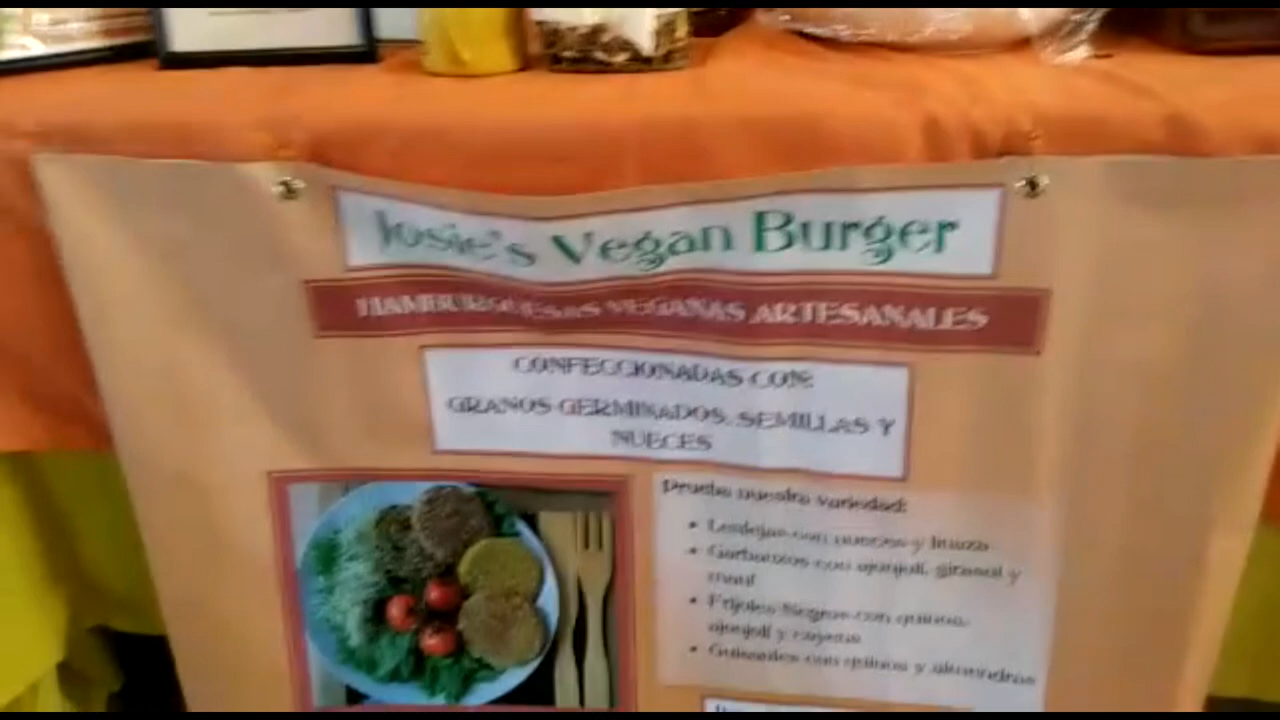 Josie's Vegan Burger
HAMBURGUESAS VEGANAS ARTESANALES
CONFECCIONADAS CON:
GRANOS GERMINADOS, SEMILLAS Y
NUECES
Prueba nuestra variedad:
• Lentejas con nueces y linaza
• Garbanzos con ajonjolí, girasol y
maní
• Frijoles Negros con quinoa,
ajonjolí y
• Guisantes con quinoa y almendras